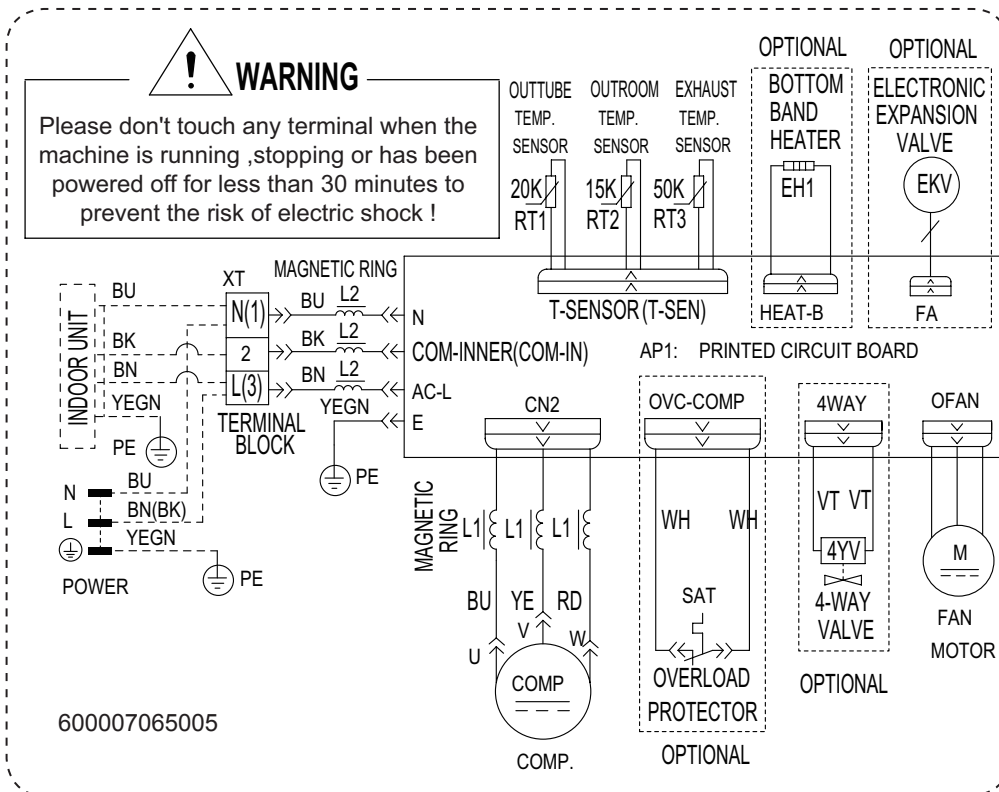 WARNING
Please don't touch any terminal when the
machine is running ,stopping or has been
powered off for less than 30 minutes to
prevent the risk of electric shock !
OUTTUBE
TEMP.
SENSOR
OUTROOM
TEMP.
SENSOR
EXHAUST
TEMP.
SENSOR
20K
RT1
15K
RT2
50K
RT3
T-SENSOR (T-SEN)
OPTIONAL
BOTTOM
BAND
HEATER
EH1
HEAT-B
OPTIONAL
ELECTRONIC
EXPANSION
VALVE
EKV
FA
INDOOR UNIT
BU
BK
BN
YEGN
PE
XT
N(1)
2
L(3)
TERMINAL
BLOCK
MAGNETIC RING
BU L2
BK L2
BN L2
YEGN
PE
N
COM-INNER(COM-IN)
AC-L
E
AP1: PRINTED CIRCUIT BOARD
N
L
BU
BN(BK)
YEGN
PE
POWER
CN2
MAGNETIC
RING
L1 L1 L1
BU YE RD
U V W
COMP
COMP.
OVC-COMP
WH WH
SAT
OVERLOAD
PROTECTOR
OPTIONAL
4WAY
VT VT
4YV
4-WAY
VALVE
OPTIONAL
OFAN
M
FAN
MOTOR
600007065005